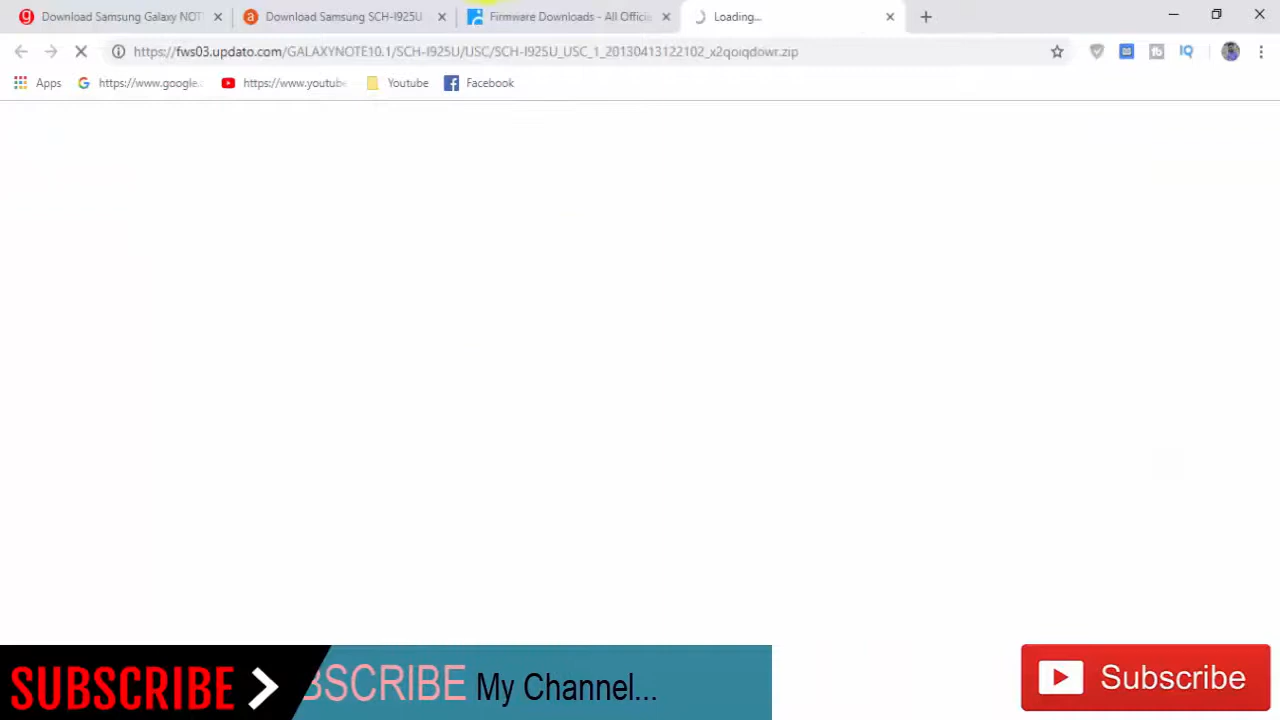 Download Samsung Galaxy NOT
Download Samsung SCH-I925U
Firmware Downloads - All Officia
Loading...
https://fws03.updato.com/GALAXYNOTE10.1/SCH-I925U/USC/SCH-I925U_USC_1_20130413122102_x2qoiqdowr.zip
Apps
https://www.google.
https://www.youtube
Youtube
Facebook
SUBSCRIBE
BSCRIBE My Channel...
Subscribe